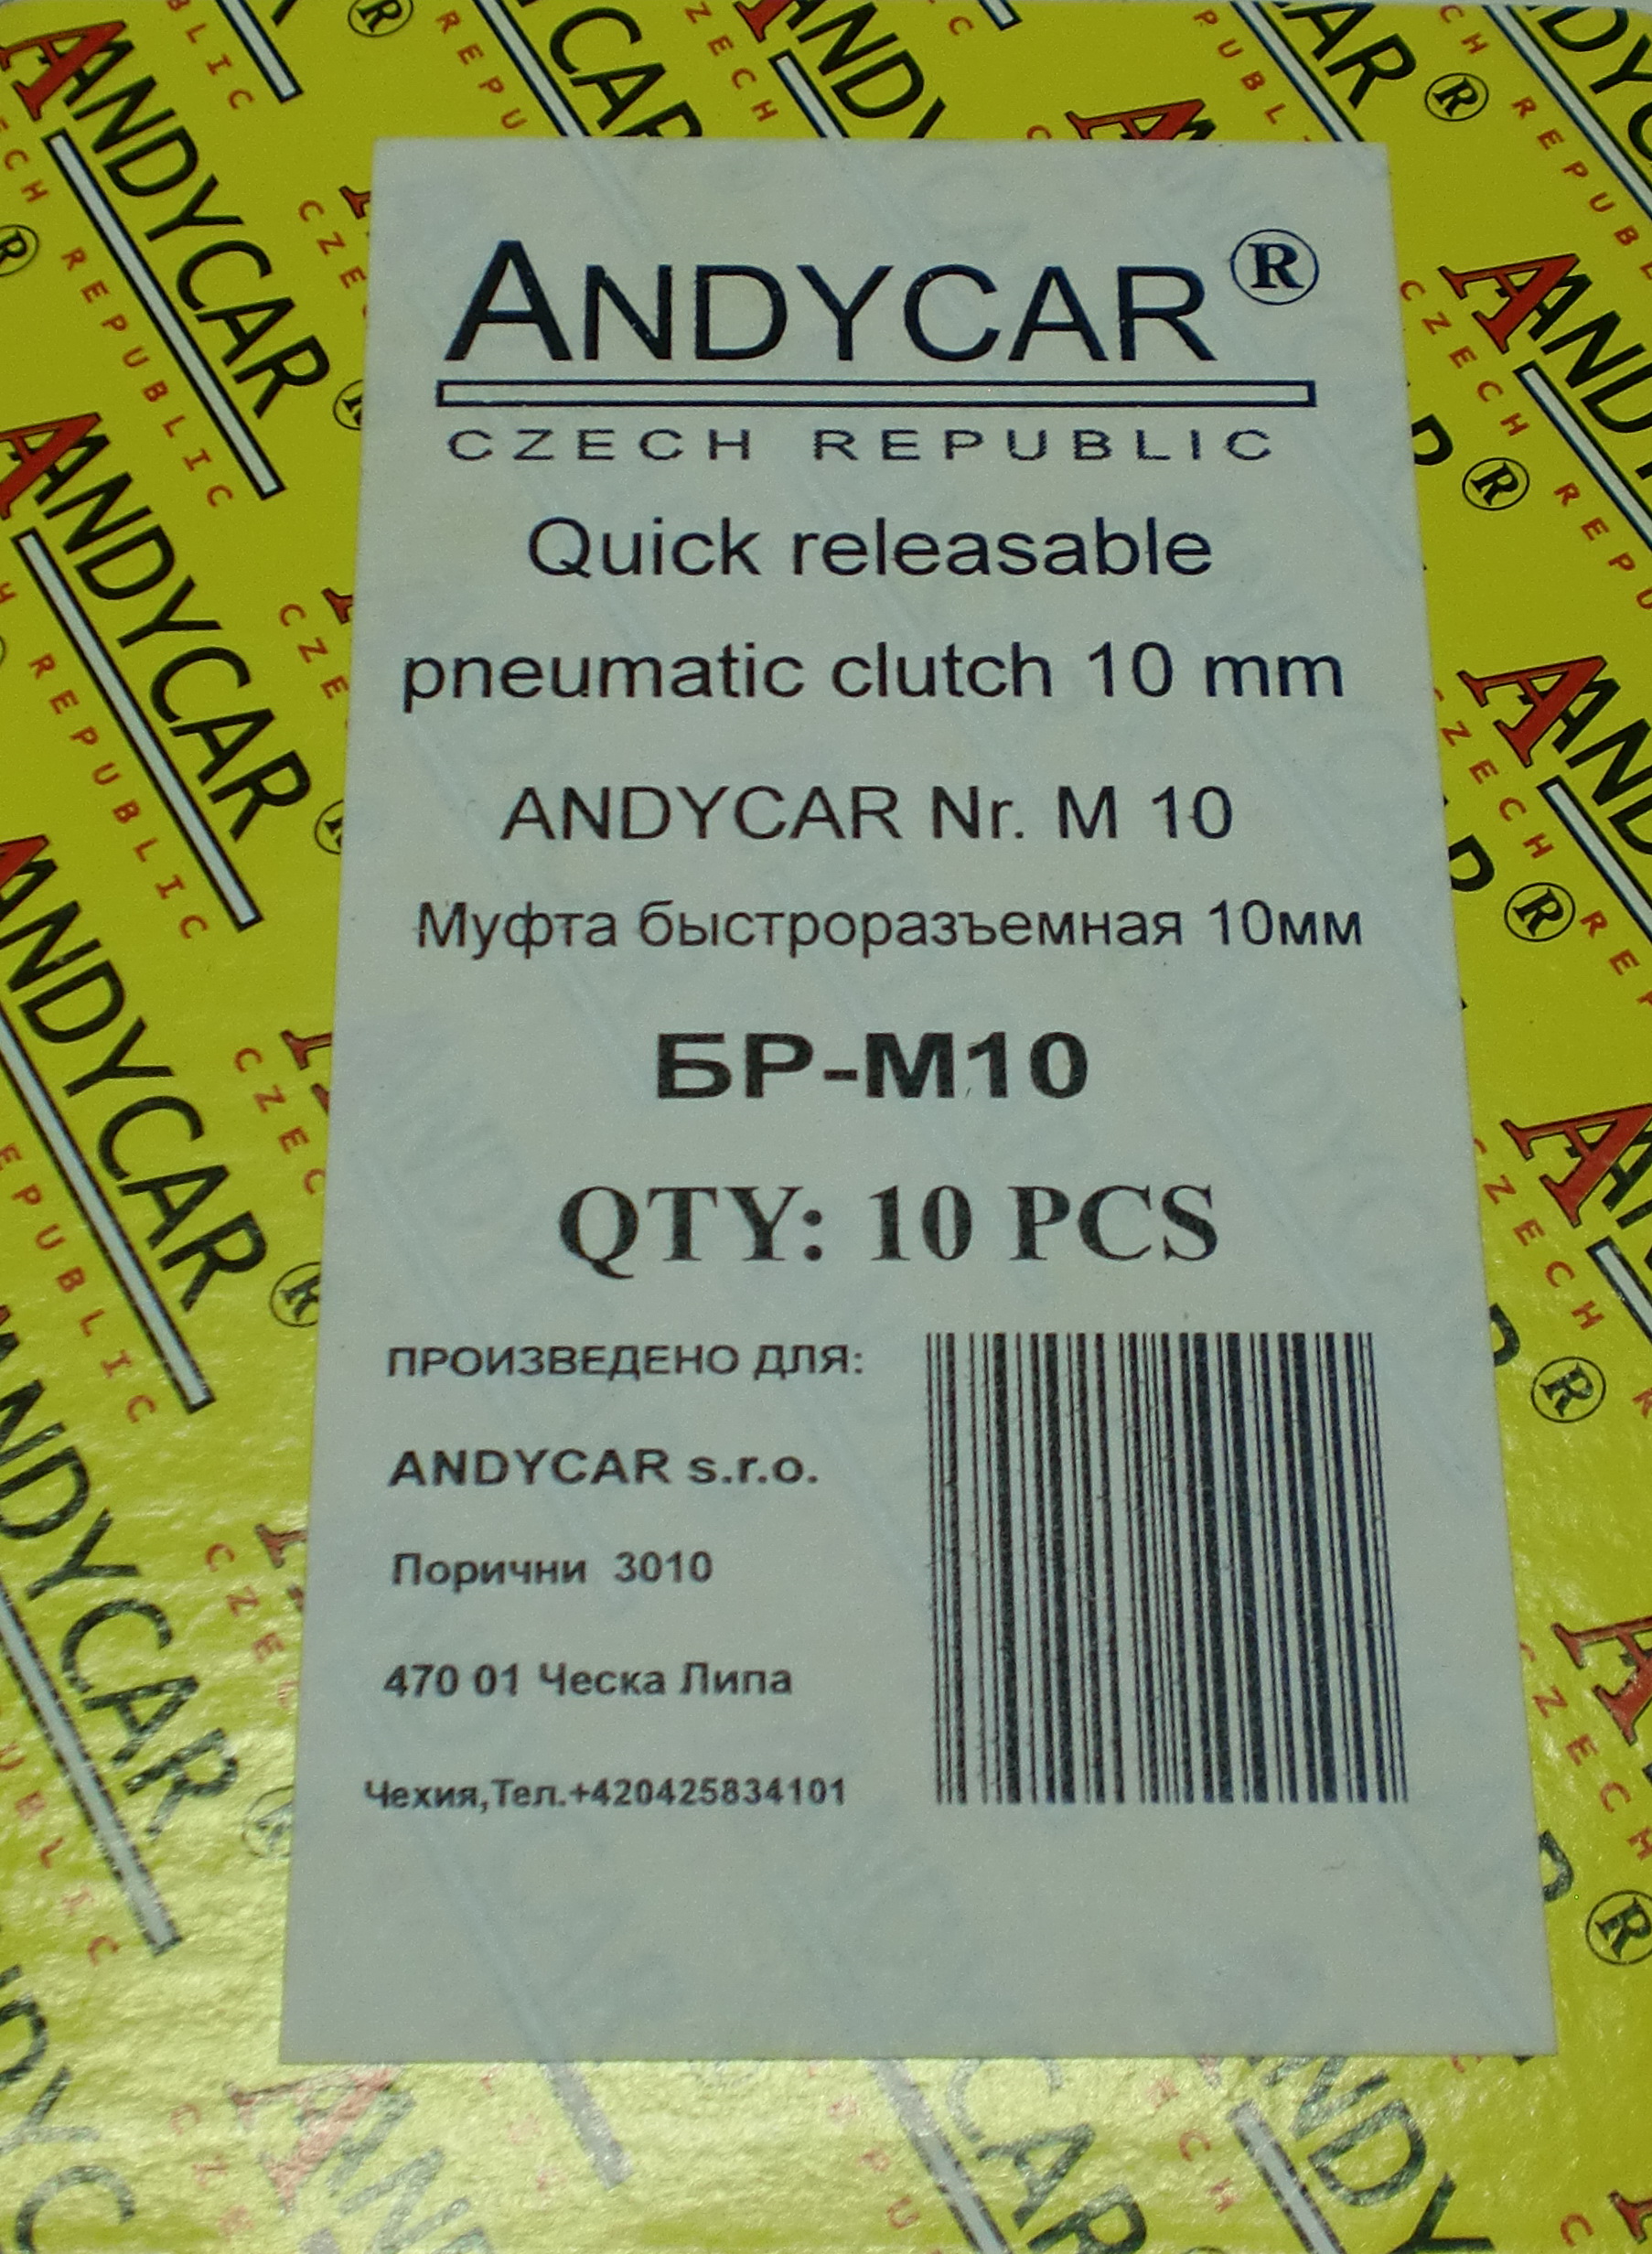 ANDYCAR®
CZECH REPUBLIC
Quick releasable
pneumatic clutch 10 mm
ANDYCAR Nr. M 10
Муфта быстроразъемная 10мм
БР-М10
QTY: 10 PCS
ПРОИЗВЕДЕНО ДЛЯ:
ANDYCAR s.r.o.
Порични 3010
470 01 Ческа Липа
Чехия,Тел.+420425834101